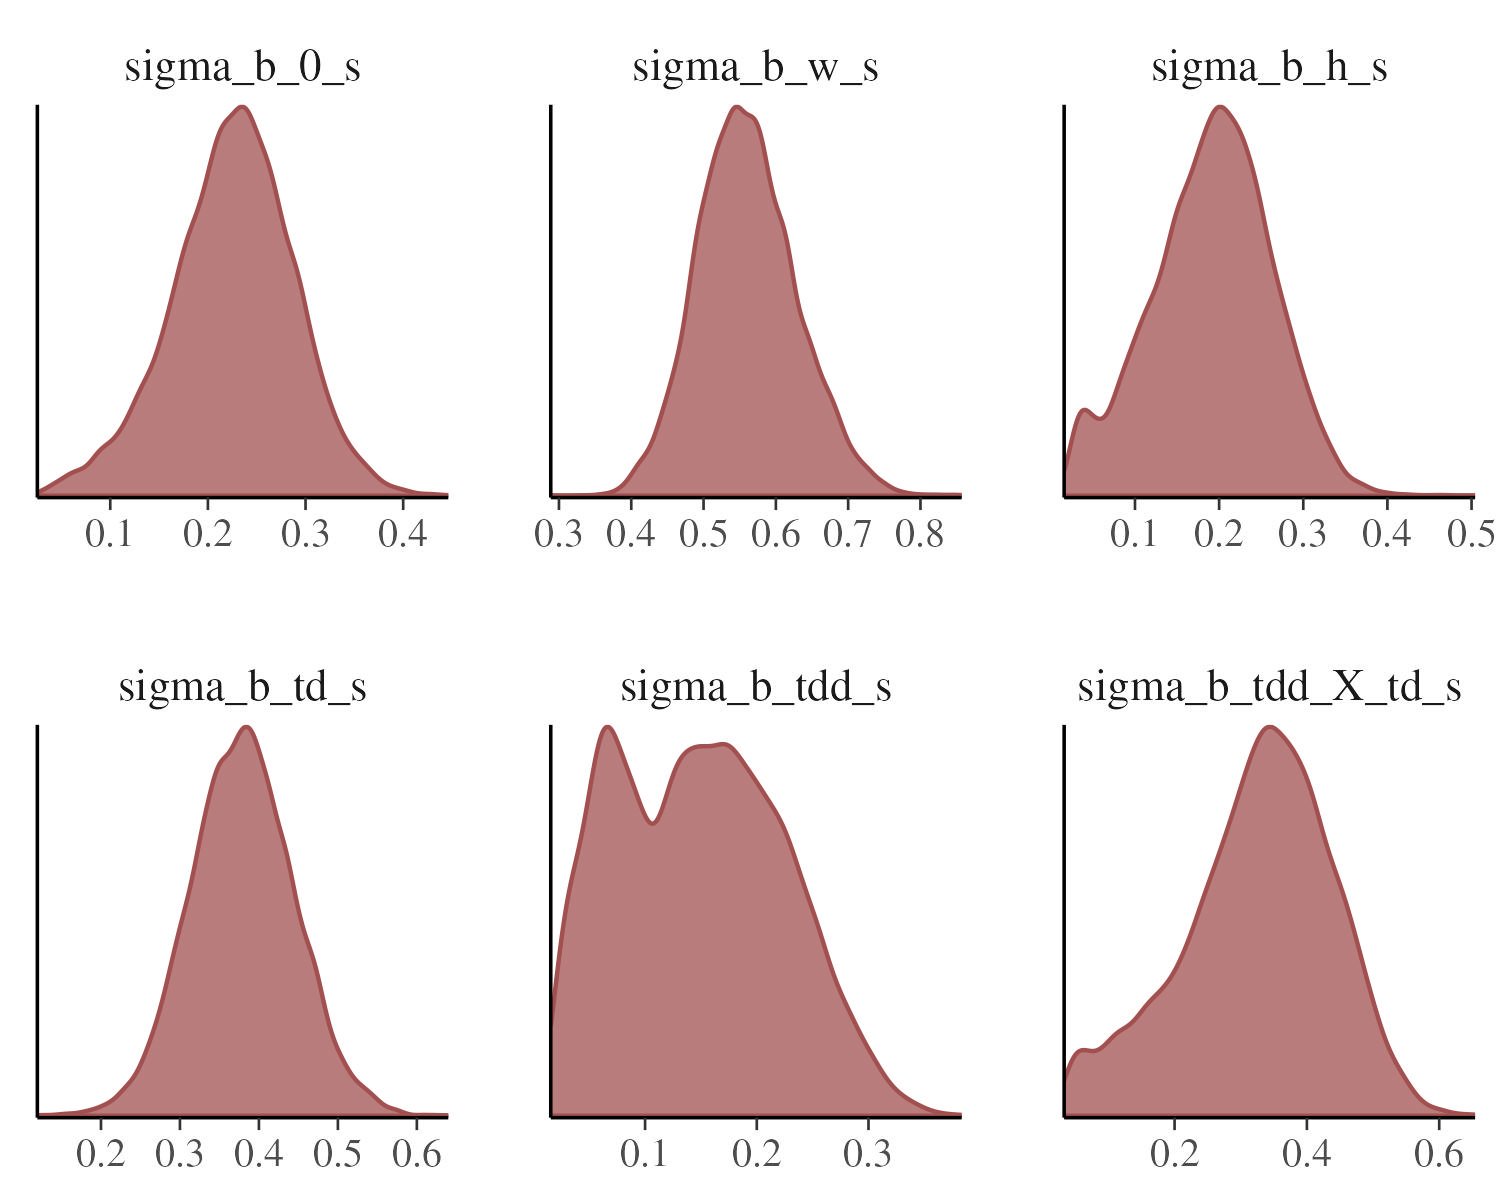 sigma_b_0_s sigma_b_w_s sigma_b_h_s
0.1 0.2 0.3 0.4 0.3 0.4 0.5 0.6 0.7 0.8 0.1 0.2 0.3 0.4 0.5
sigma_b_td_s sigma_b_tdd_s sigma_b_tdd_X_td_s
0.2 0.3 0.4 0.5 0.6 0.1 0.2 0.3 0.2 0.4 0.6